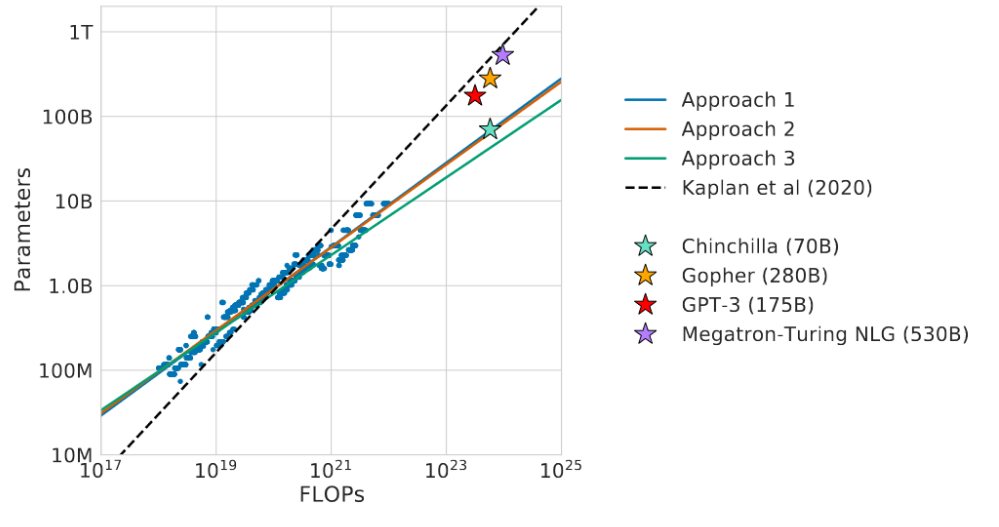 1T
100B
10B
1.0B
100M
10M
Parameters
10^17
10^19
10^21
10^23
10^25
FLOPs
Approach 1
Approach 2
Approach 3
Kaplan et al (2020)
Chinchilla (70B)
Gopher (280B)
GPT-3 (175B)
Megatron-Turing NLG (530B)